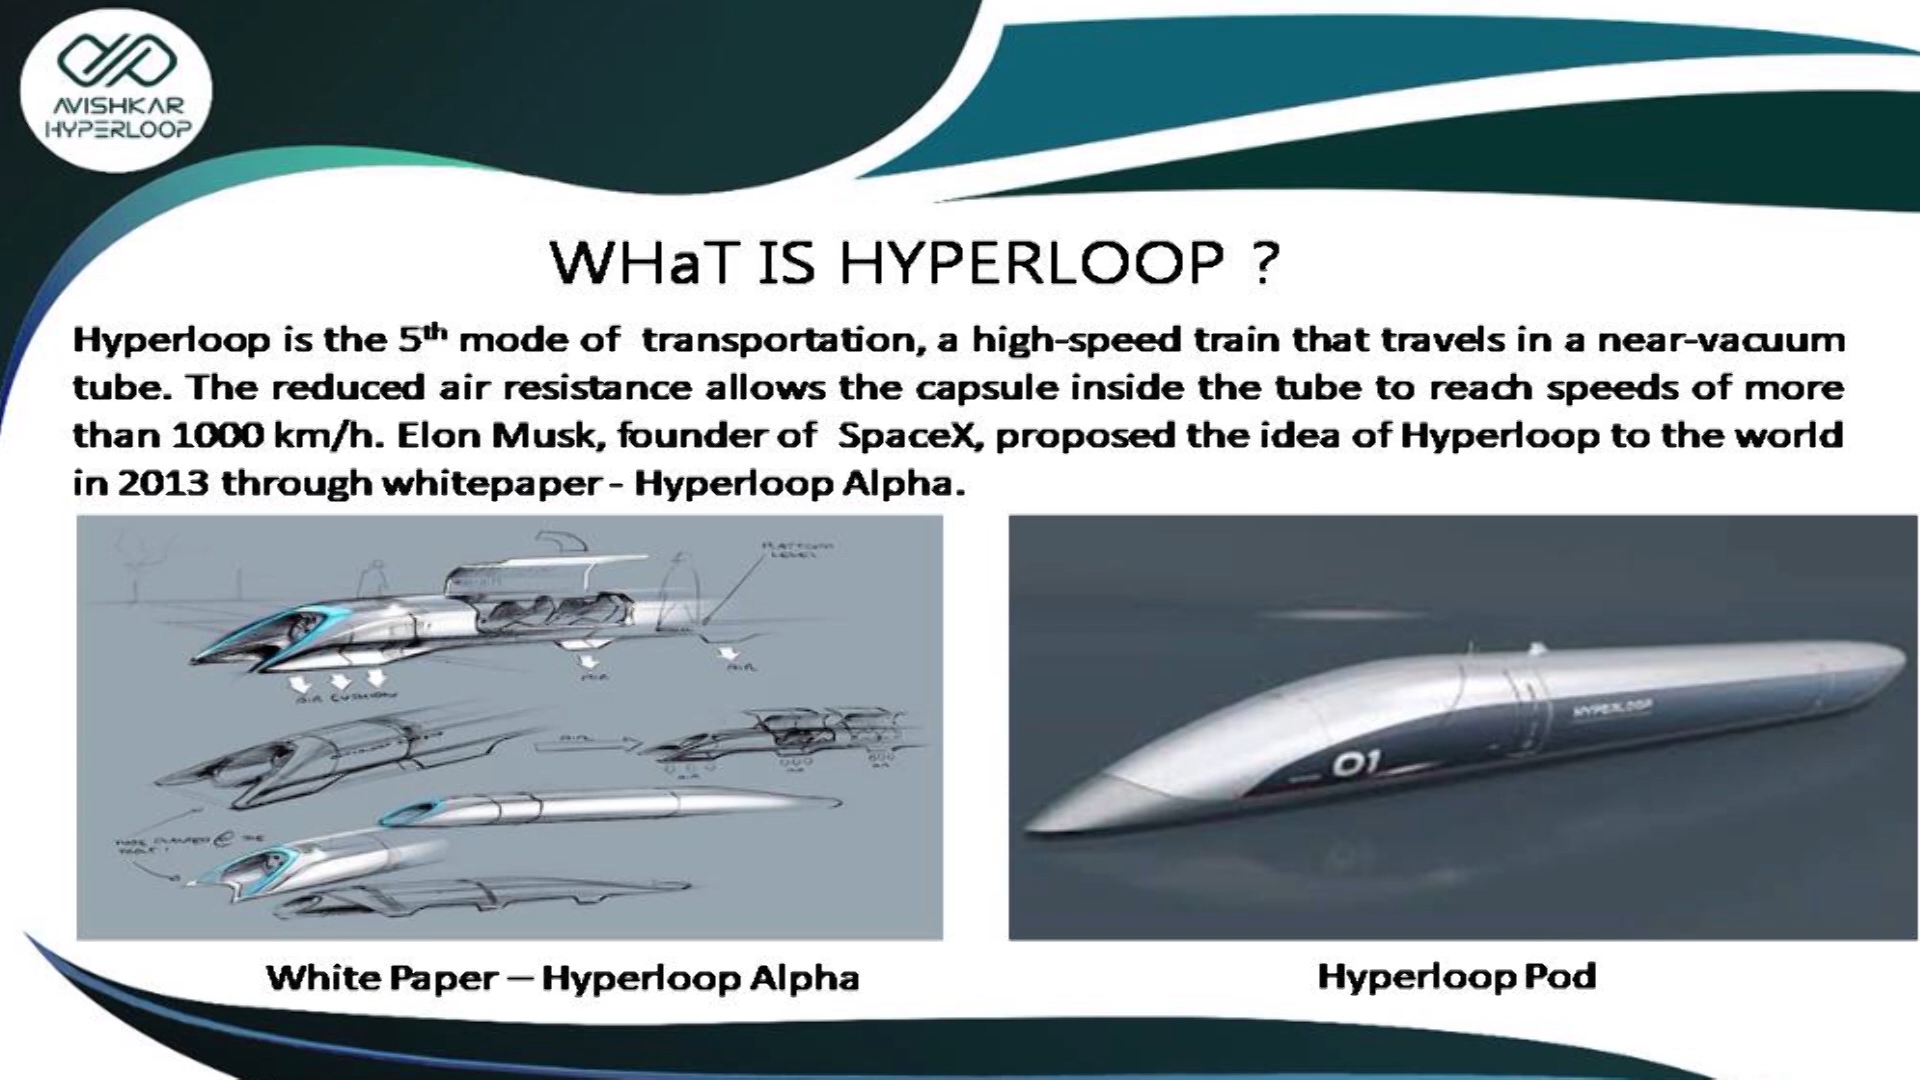 AVISHKAR
HYPERLOOP
WHaT IS HYPERLOOP ?
Hyperloop is the 5th mode of transportation, a high-speed train that travels in a near-vacuum
tube. The reduced air resistance allows the capsule inside the tube to reach speeds of more
than 1000 km/h. Elon Musk, founder of SpaceX, proposed the idea of Hyperloop to the world
in 2013 through whitepaper - Hyperloop Alpha.
PLATFORM
LEVEL
AIR
AIR
AIR CUSHION
AIR
HYPERLOOP
01
White Paper – Hyperloop Alpha
Hyperloop Pod